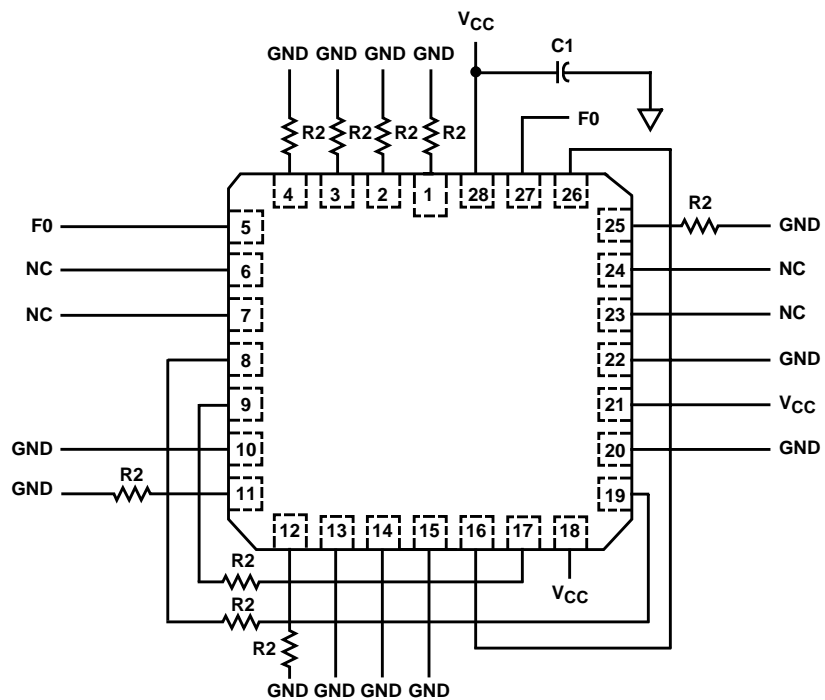 VCC
C1
GND GND GND GND
R2 R2 R2 R2
F0
4 3 2 1 28 27 26
F0 5 25 R2 GND
NC 6 24 NC
NC 7 23 NC
8 22 GND
9 21 VCC
GND 10 20 GND
GND R2 11 19
12 13 14 15 16 17 18
R2
VCC
R2
R2
GND GND GND GND